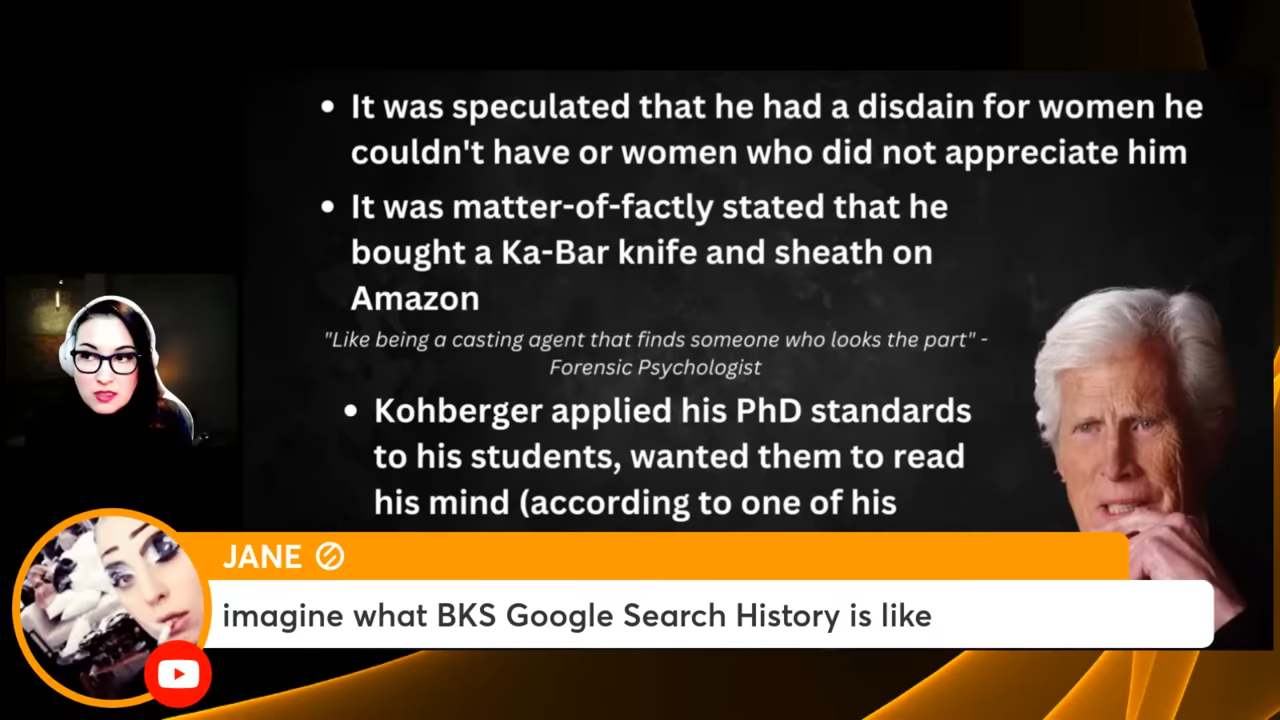 • It was speculated that he had a disdain for women he
couldn't have or women who did not appreciate him
• It was matter-of-factly stated that he
bought a Ka-Bar knife and sheath on
Amazon
"Like being a casting agent that finds someone who looks the part" -
Forensic Psychologist
• Kohberger applied his PhD standards
to his students, wanted them to read
his mind (according to one of his
JANE
imagine what BKS Google Search History is like